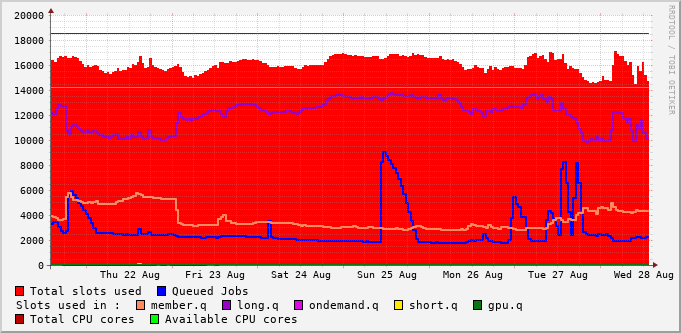 20000
18000
16000
14000
12000
10000
8000
6000
4000
2000
0
Thu 22 Aug Fri 23 Aug Sat 24 Aug Sun 25 Aug Mon 26 Aug Tue 27 Aug Wed 28 Aug
Total slots used Queued Jobs
Slots used in : member.q long.q ondemand.q short.q gpu.q
Total CPU cores Available CPU cores
RRDTOOL / TOBI OETIKER